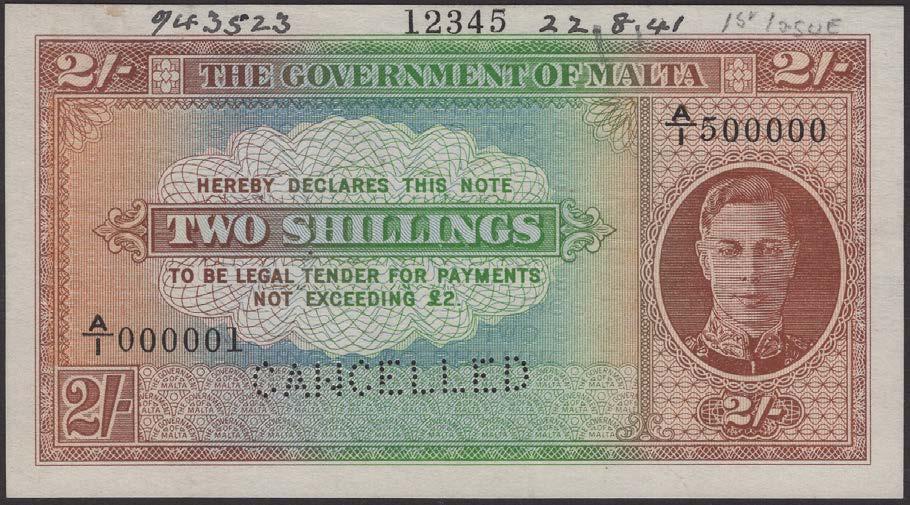 943523 12345 22.8.41 1st ISSUE
2/- THE GOVERNMENT OF MALTA 2/-
A/1 500000
HEREBY DECLARES THIS NOTE
TWO SHILLINGS
TO BE LEGAL TENDER FOR PAYMENTS
NOT EXCEEDING £2.
A/1 000001
CANCELLED
2/- 2/-